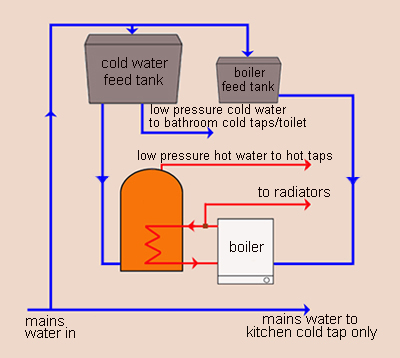 cold water
feed tank
boiler
feed tank
low pressure cold water
to bathroom cold taps/toilet
low pressure hot water to hot taps
to radiators
boiler
mains
water in
mains water to
kitchen cold tap only